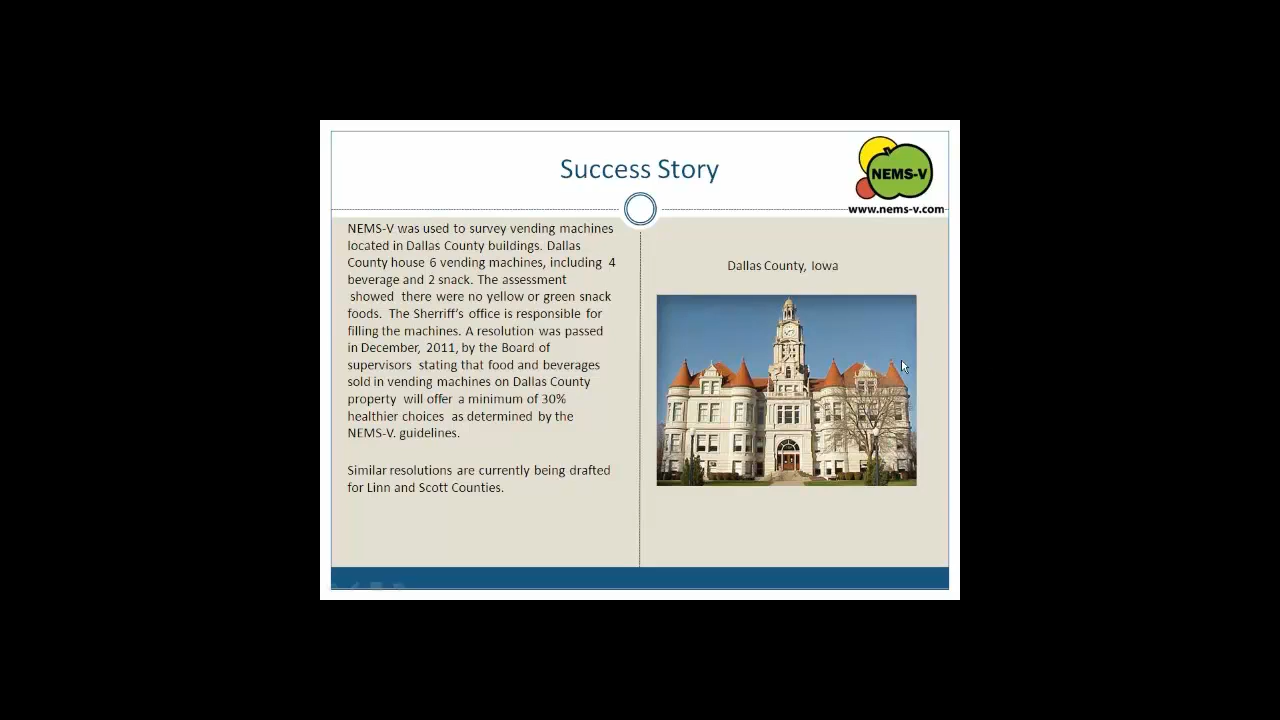 Success Story
NEMS-V
www.nems-v.com
NEMS-V was used to survey vending machines
located in Dallas County buildings. Dallas
County house 6 vending machines, including 4
beverage and 2 snack. The assessment
showed there were no yellow or green snack
foods. The Sherriff's office is responsible for
filling the machines. A resolution was passed
in December, 2011, by the Board of
supervisors stating that food and beverages
sold in vending machines on Dallas County
property will offer a minimum of 30%
healthier choices as determined by the
NEMS-V. guidelines.
Similar resolutions are currently being drafted
for Linn and Scott Counties.
Dallas County, Iowa